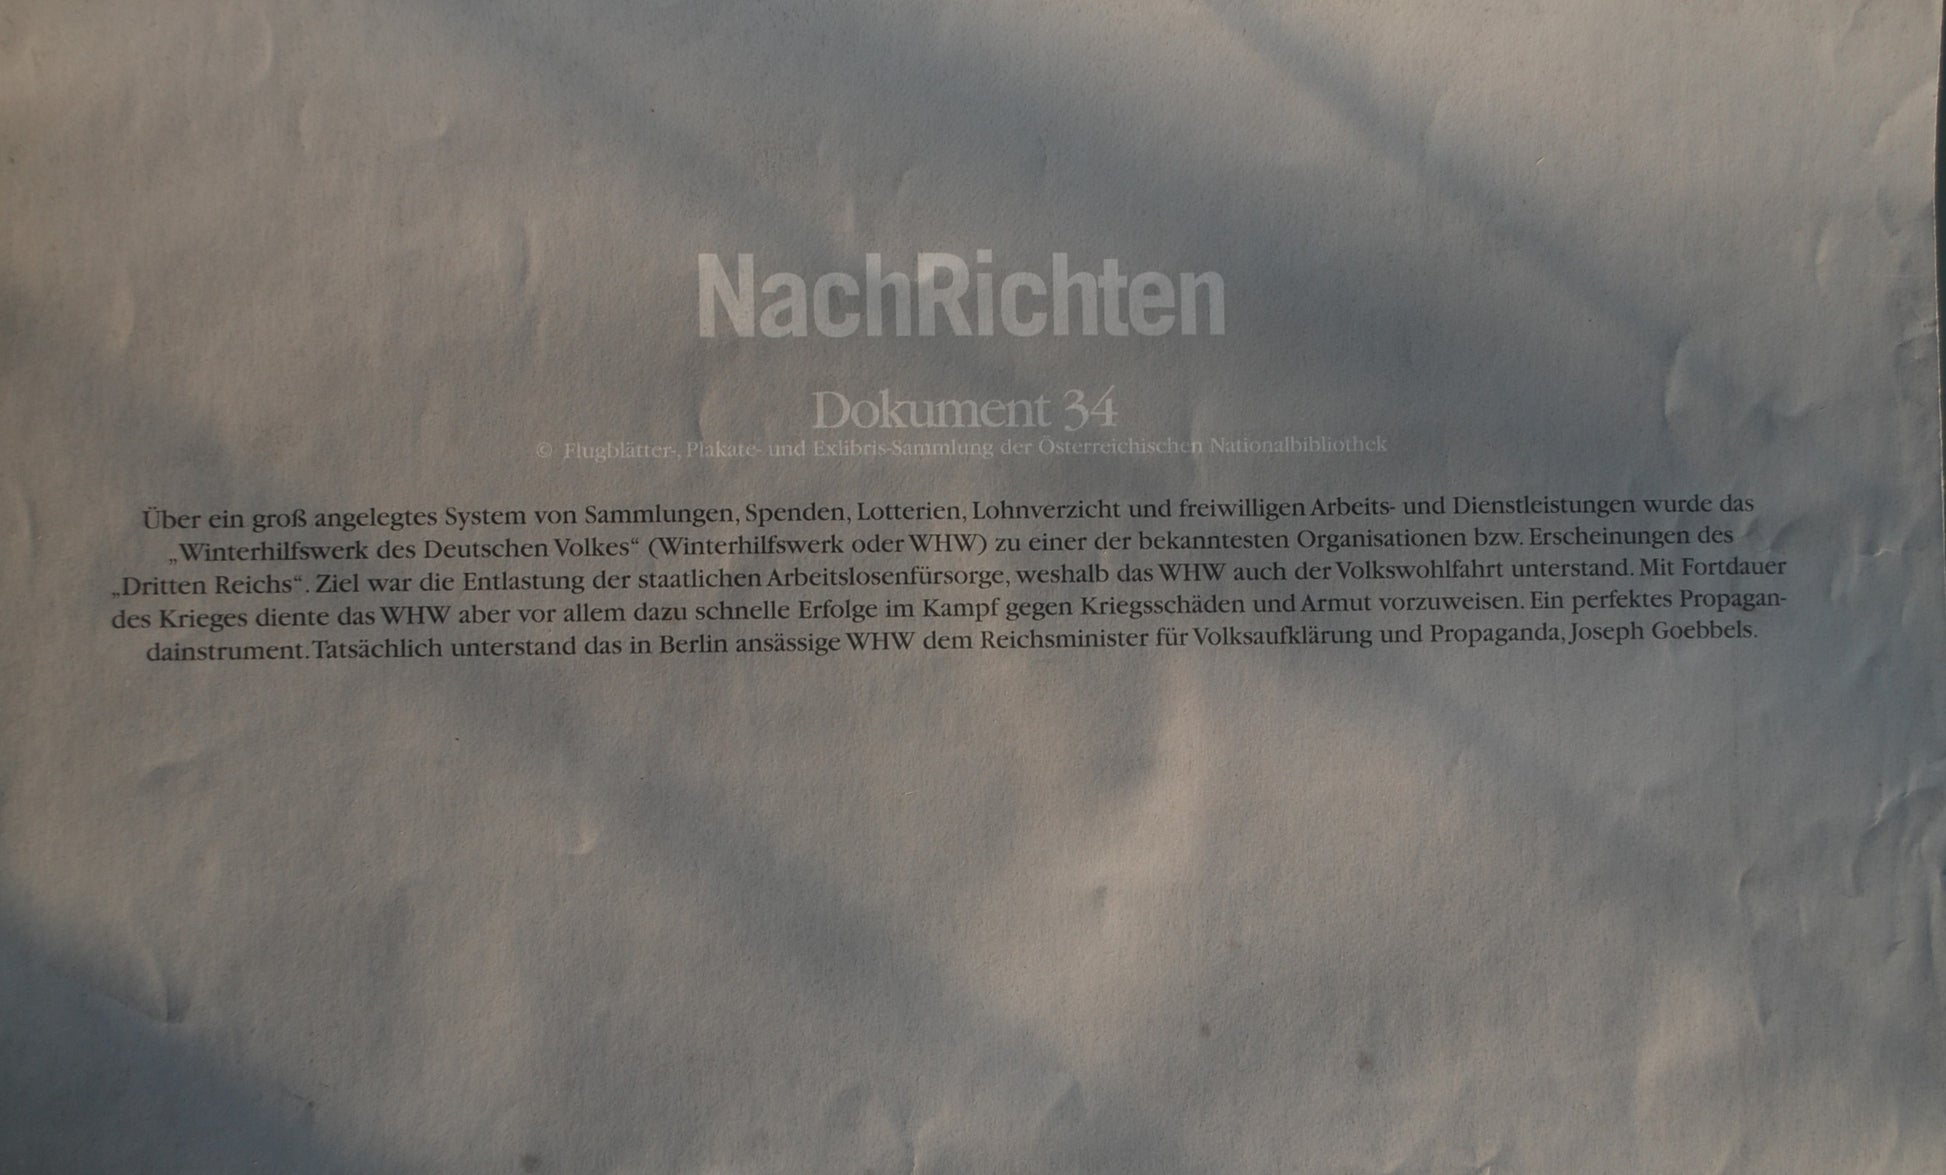 NachRichten
Dokument 34
© Flugblätter-, Plakate- und Exlibris-Sammlung der Österreichischen Nationalbibliothek
Über ein groß angelegtes System von Sammlungen, Spenden, Lotterien, Lohnverzicht und freiwilligen Arbeits- und Dienstleistungen wurde das
„Winterhilfswerk des Deutschen Volkes“ (Winterhilfswerk oder WHW) zu einer der bekanntesten Organisationen bzw. Erscheinungen des
„Dritten Reichs“. Ziel war die Entlastung der staatlichen Arbeitslosenfürsorge, weshalb das WHW auch der Volkswohlfahrt unterstand. Mit Fortdauer
des Krieges diente das WHW aber vor allem dazu schnelle Erfolge im Kampf gegen Kriegsschäden und Armut vorzuweisen. Ein perfektes Propagan-
dainstrument. Tatsächlich unterstand das in Berlin ansässige WHW dem Reichsminister für Volksaufklärung und Propaganda, Joseph Goebbels.